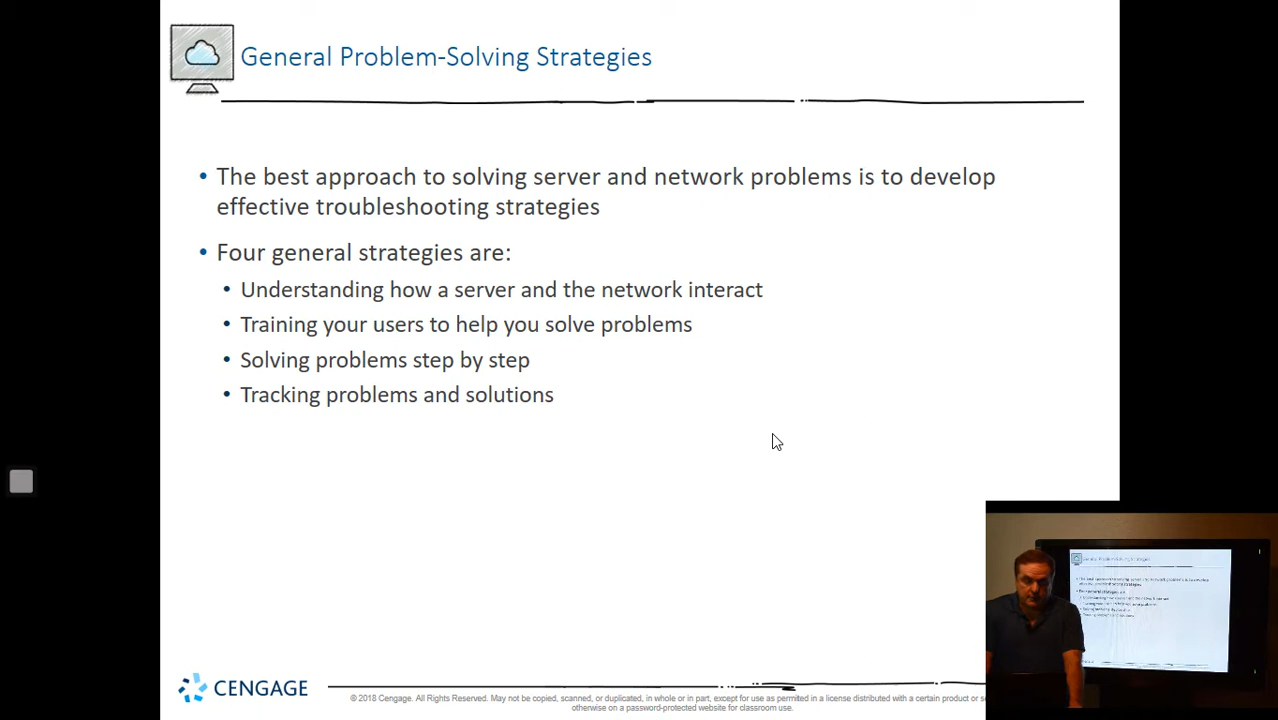 General Problem-Solving Strategies
• The best approach to solving server and network problems is to develop
effective troubleshooting strategies
• Four general strategies are:
• Understanding how a server and the network interact
• Training your users to help you solve problems
• Solving problems step by step
• Tracking problems and solutions
CENGAGE
© 2018 Cengage. All Rights Reserved. May not be copied, scanned, or duplicated, in whole or in part, except for use as permitted in a license distributed with a certain product or
otherwise on a password-protected website for classroom use.
General Problem-Solving Strategies